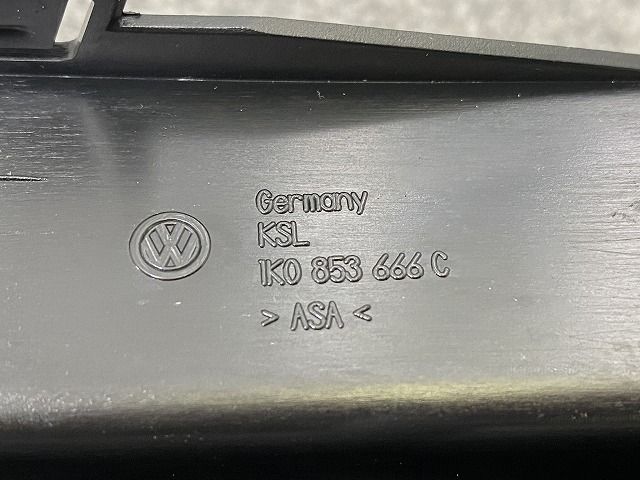 Germany
KSL
1K0 853 666 C
> ASA <